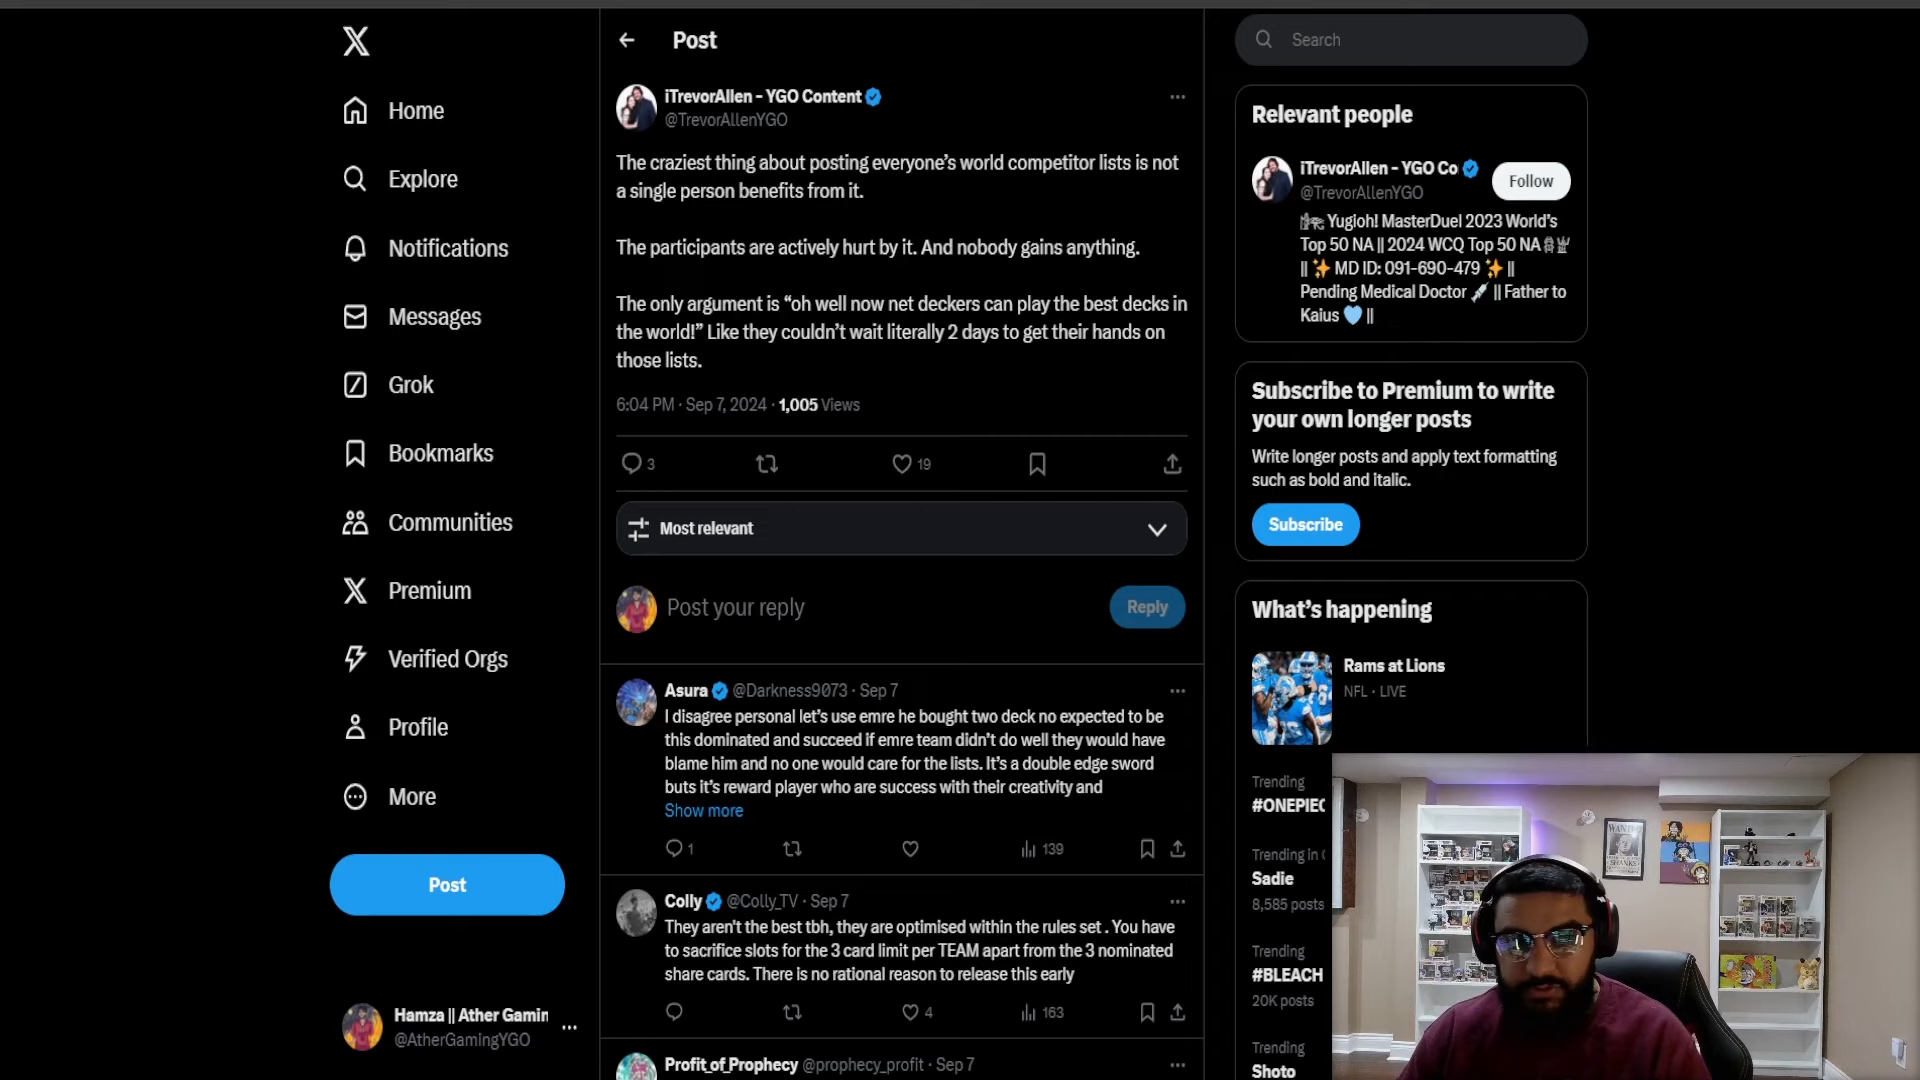 Home
Explore
Notifications
Messages
Grok
Bookmarks
Communities
Premium
Verified Orgs
Profile
More
Post
Hamza || Ather Gamin
@AtherGamingYGO
Post
iTrevorAllen - YGO Content
@TrevorAllenYGO
The craziest thing about posting everyone’s world competitor lists is not
a single person benefits from it.
The participants are actively hurt by it. And nobody gains anything.
The only argument is “oh well now net deckers can play the best decks in
the world!” Like they couldn’t wait literally 2 days to get their hands on
those lists.
6:04 PM · Sep 7, 2024 · 1,005 Views
3
19
Most relevant
Post your reply
Reply
Asura @Darkness9073 · Sep 7
I disagree personal let’s use emre he bought two deck no expected to be
this dominated and succeed if emre team didn’t do well they would have
blame him and no one would care for the lists. It’s a double edge sword
buts it’s reward player who are success with their creativity and
Show more
1
139
Colly @Colly_TV · Sep 7
They aren’t the best tbh, they are optimised within the rules set . You have
to sacrifice slots for the 3 card limit per TEAM apart from the 3 nominated
share cards. There is no rational reason to release this early
4
163
Profit_of_Prophecy @prophecy_profit · Sep 7
Search
Relevant people
iTrevorAllen - YGO Co
@TrevorAllenYGO
Follow
Yugioh! MasterDuel 2023 World’s
Top 50 NA || 2024 WCQ Top 50 NA
|| ✨ MD ID: 091-690-479 ✨ ||
Pending Medical Doctor 💉 || Father to
Kaius 🩵 ||
Subscribe to Premium to write
your own longer posts
Write longer posts and apply text formatting
such as bold and italic.
Subscribe
What’s happening
Rams at Lions
NFL · LIVE
Trending
#ONEPIEC
Trending in
Sadie
8,585 posts
Trending
#BLEACH
20K posts
Trending
Shoto
WANTED